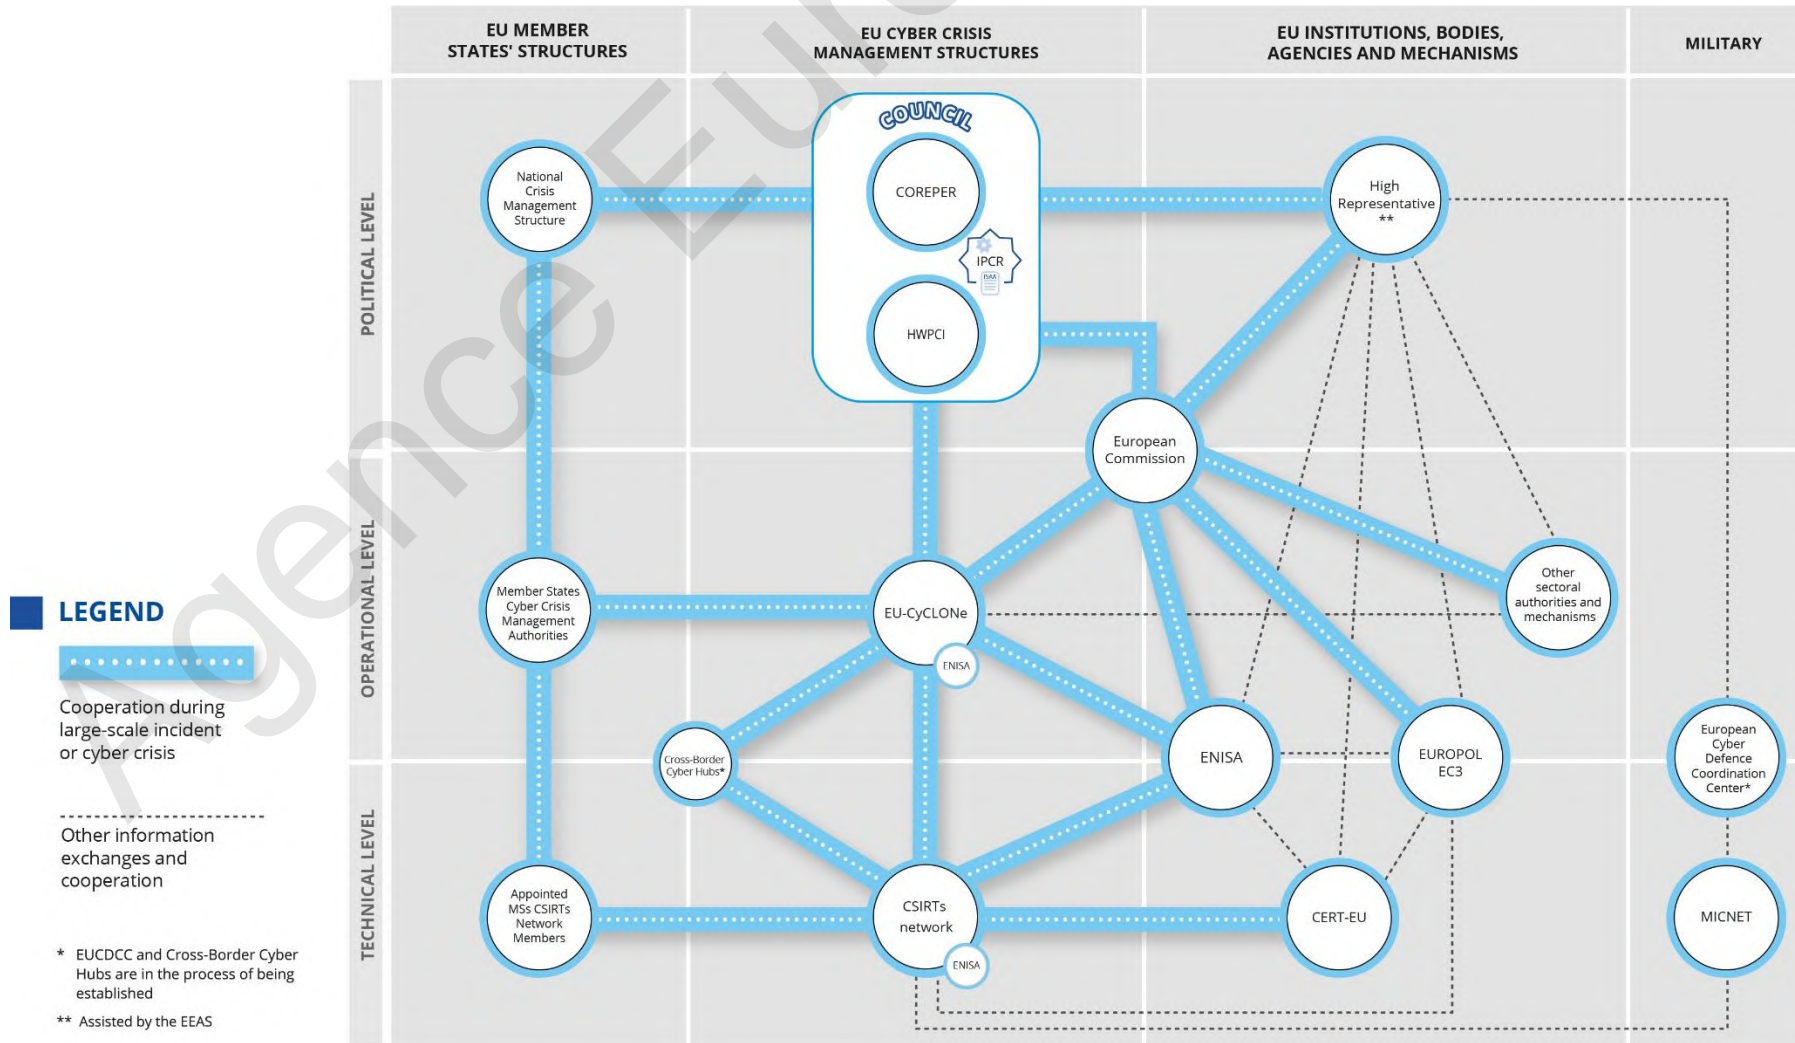 EU MEMBER
STATES' STRUCTURES
EU CYBER CRISIS
MANAGEMENT STRUCTURES
EU INSTITUTIONS, BODIES,
AGENCIES AND MECHANISMS
MILITARY
POLITICAL LEVEL
National
Crisis
Management
Structure
COUNCIL
COREPER
IPCR
ISAA
HWPCI
High
Representative
**
European
Commission
OPERATIONAL LEVEL
Member States
Cyber Crisis
Management
Authorities
EU-CyCLONe
ENISA
Other
sectoral
authorities and
mechanisms
Cross-Border
Cyber Hubs*
ENISA
EUROPOL
EC3
European
Cyber
Defence
Coordination
Center*
TECHNICAL LEVEL
Appointed
MSs CSIRTs
Network
Members
CSIRTs
network
ENISA
CERT-EU
MICNET
LEGEND
Cooperation during
large-scale incident
or cyber crisis
Other information
exchanges and
cooperation
* EUCDCC and Cross-Border Cyber
Hubs are in the process of being
established
** Assisted by the EEAS
Agence Euro